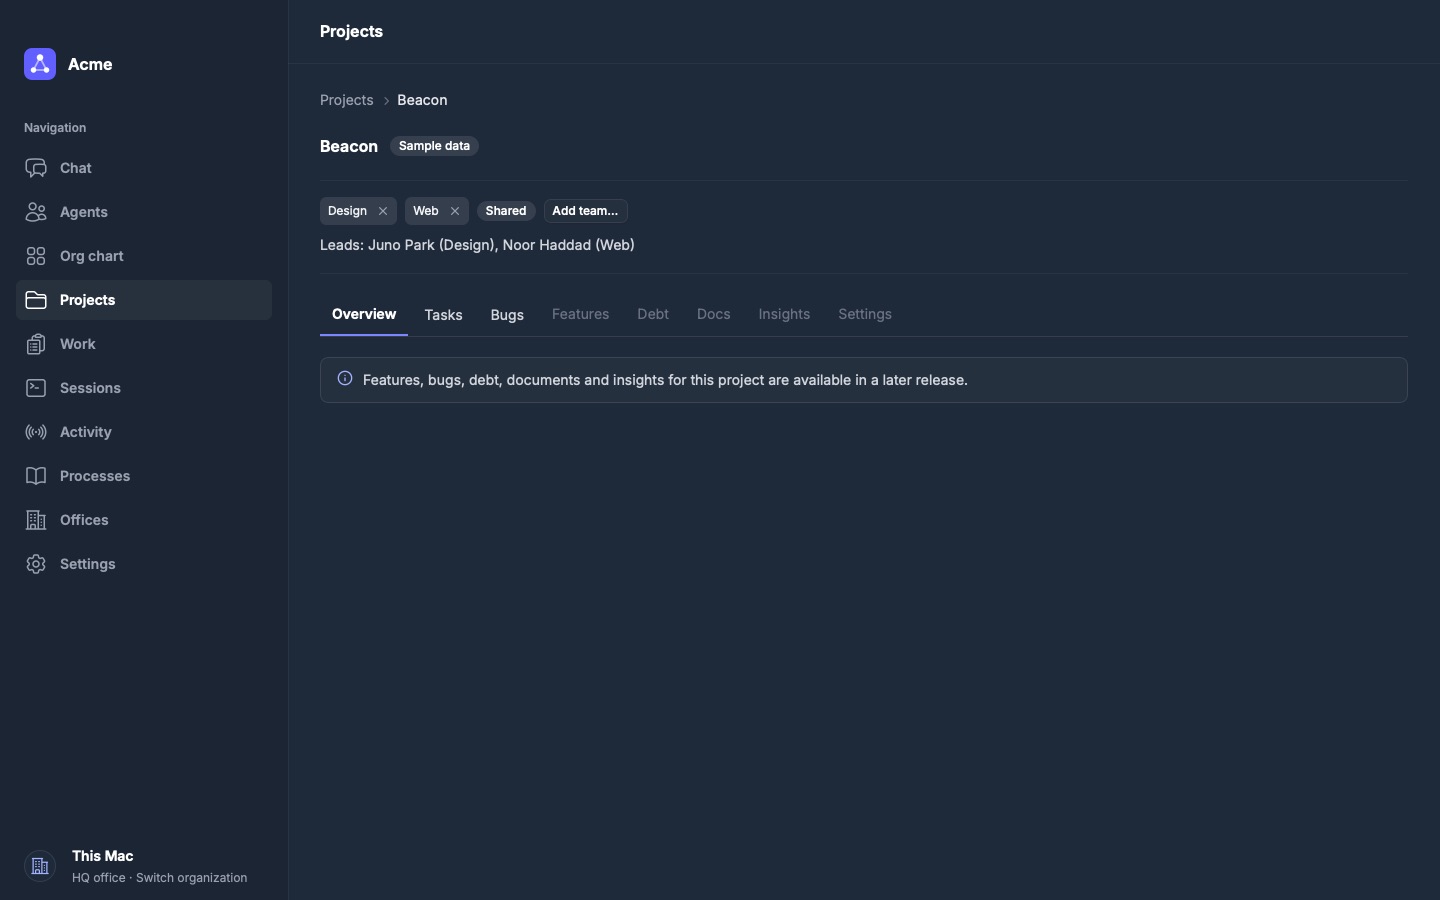 Acme
Navigation
Chat
Agents
Org chart
Projects
Work
Sessions
Activity
Processes
Offices
Settings
This Mac
HQ office · Switch organization
Projects
Projects > Beacon
Beacon Sample data
Design × Web × Shared Add team...
Leads: Juno Park (Design), Noor Haddad (Web)
Overview Tasks Bugs Features Debt Docs Insights Settings
Features, bugs, debt, documents and insights for this project are available in a later release.